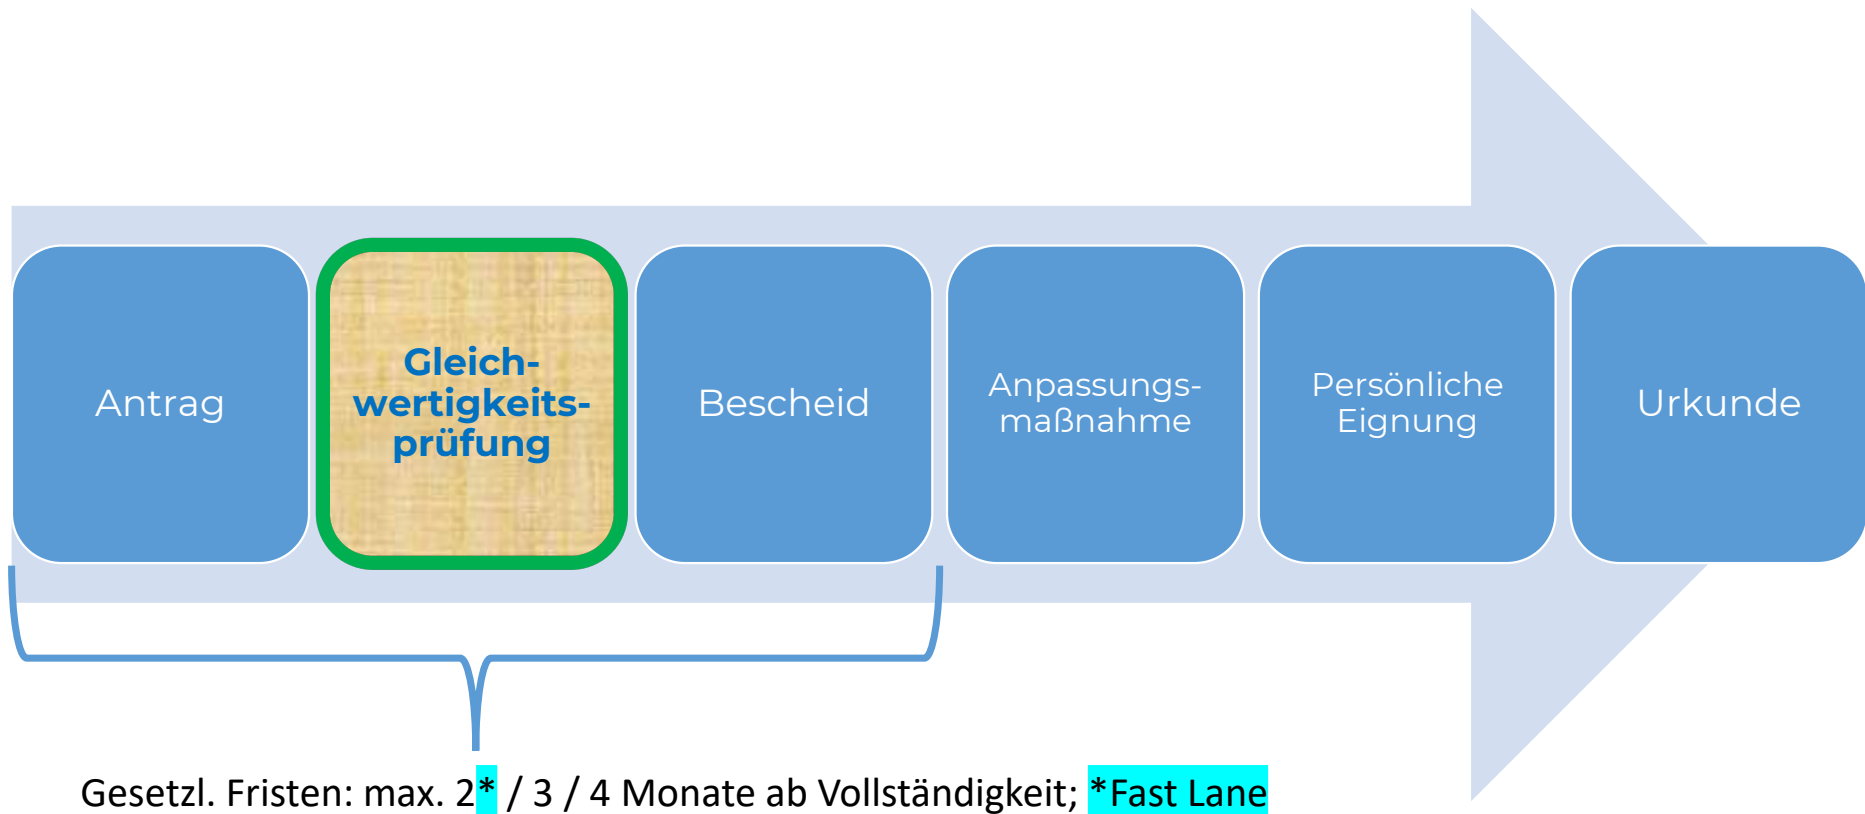 Antrag
Gleich-
wertigkeits-
prüfung
Bescheid
Anpassungs-
maßnahme
Persönliche
Eignung
Urkunde
Gesetzl. Fristen: max. 2* / 3 / 4 Monate ab Vollständigkeit; *Fast Lane